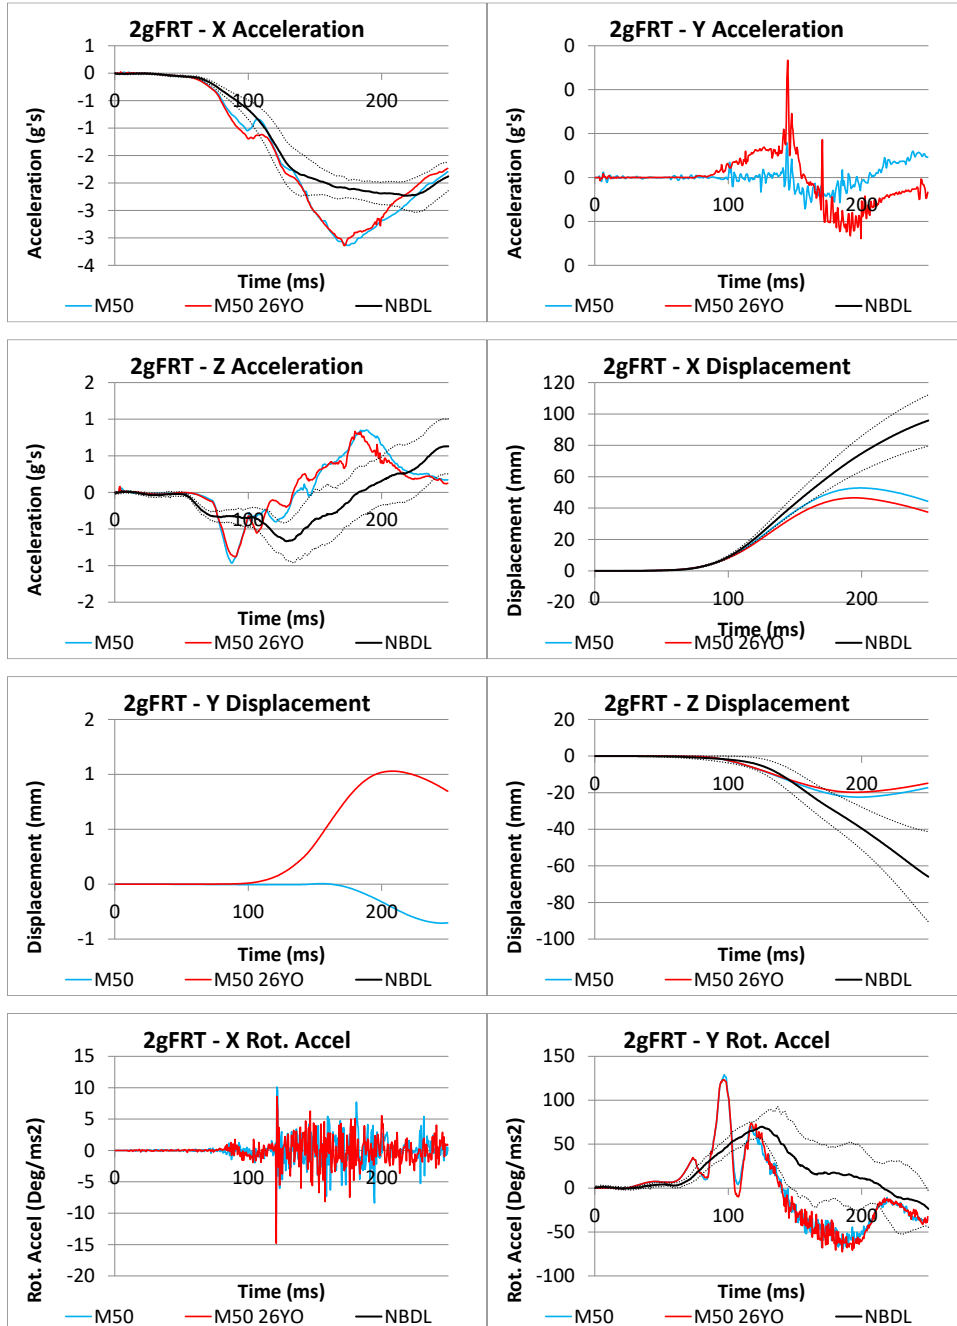 2gFRT - X Acceleration
1
0
-1
-1
-2
-2
-3
-3
-4
0
100
200
Acceleration (g's)
Time (ms)
M50 M50 26YO NBDL
2gFRT - Y Acceleration
0
0
0
0
0
0
0
100
200
Acceleration (g's)
Time (ms)
M50 M50 26YO NBDL
2gFRT - Z Acceleration
2
1
1
0
-1
-1
-2
0
100
200
Acceleration (g's)
Time (ms)
M50 M50 26YO NBDL
2gFRT - X Displacement
120
100
80
60
40
20
0
-20
0
100
200
Displacement (mm)
Time (ms)
M50 M50 26YO NBDL
2gFRT - Y Displacement
2
1
1
0
-1
0
100
200
Displacement (mm)
Time (ms)
M50 M50 26YO NBDL
2gFRT - Z Displacement
20
0
-20
-40
-60
-80
-100
0
100
200
Displacement (mm)
Time (ms)
M50 M50 26YO NBDL
2gFRT - X Rot. Accel
15
10
5
0
-5
-10
-15
-20
0
100
200
Rot. Accel (Deg/ms2)
Time (ms)
M50 M50 26YO NBDL
2gFRT - Y Rot. Accel
150
100
50
0
-50
-100
0
100
200
Rot. Accel (Deg/ms2)
Time (ms)
M50 M50 26YO NBDL